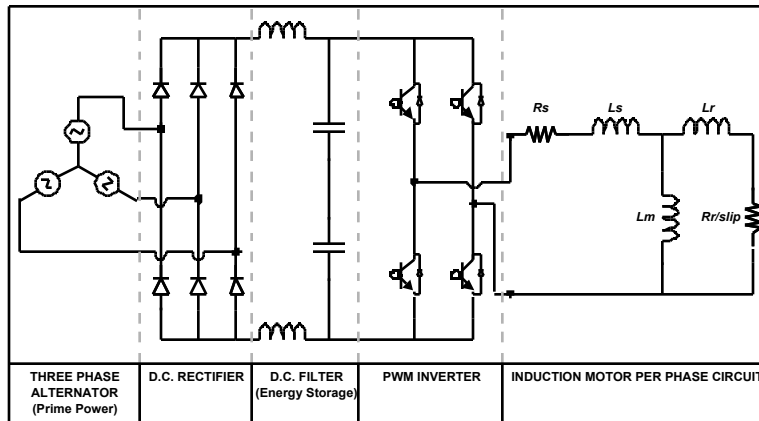 Rs
Ls
Lr
Lm
Rr/slip
THREE PHASE
ALTERNATOR
(Prime Power)
D.C. RECTIFIER
D.C. FILTER
(Energy Storage)
PWM INVERTER
INDUCTION MOTOR PER PHASE CIRCUIT